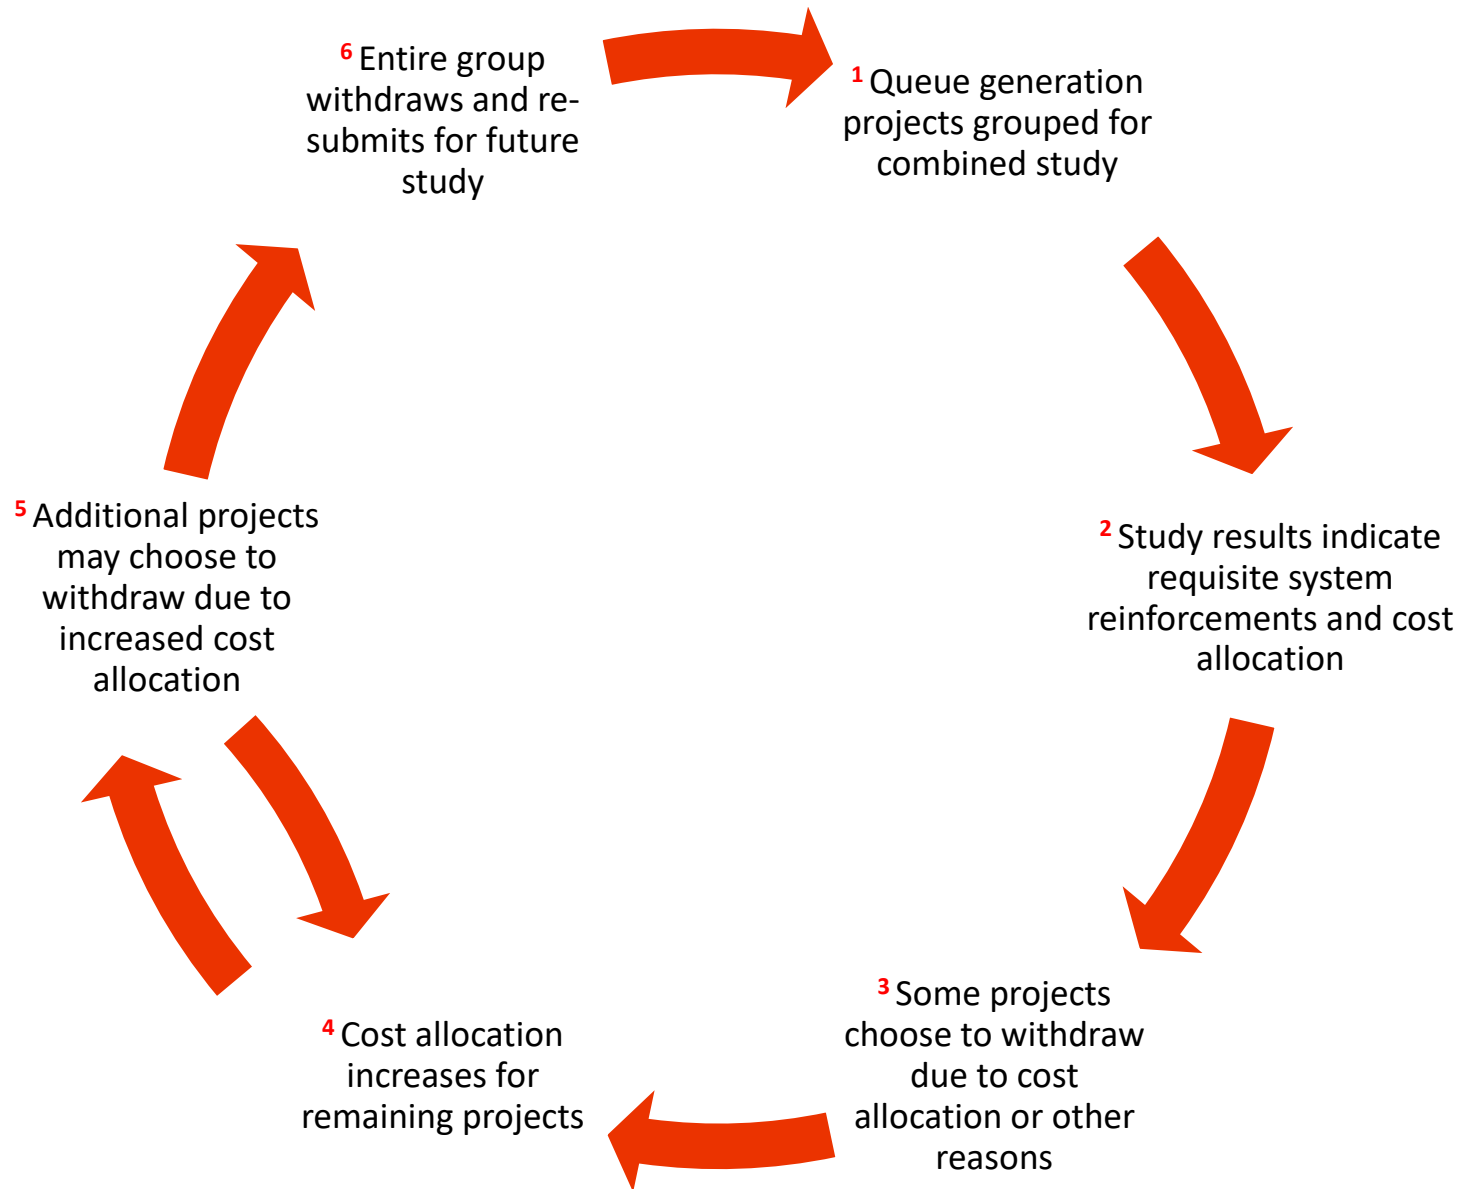 1 Queue generation
projects grouped for
combined study
2 Study results indicate
requisite system
reinforcements and cost
allocation
3 Some projects
choose to withdraw
due to cost
allocation or other
reasons
4 Cost allocation
increases for
remaining projects
5 Additional projects
may choose to
withdraw due to
increased cost
allocation
6 Entire group
withdraws and re-
submits for future
study